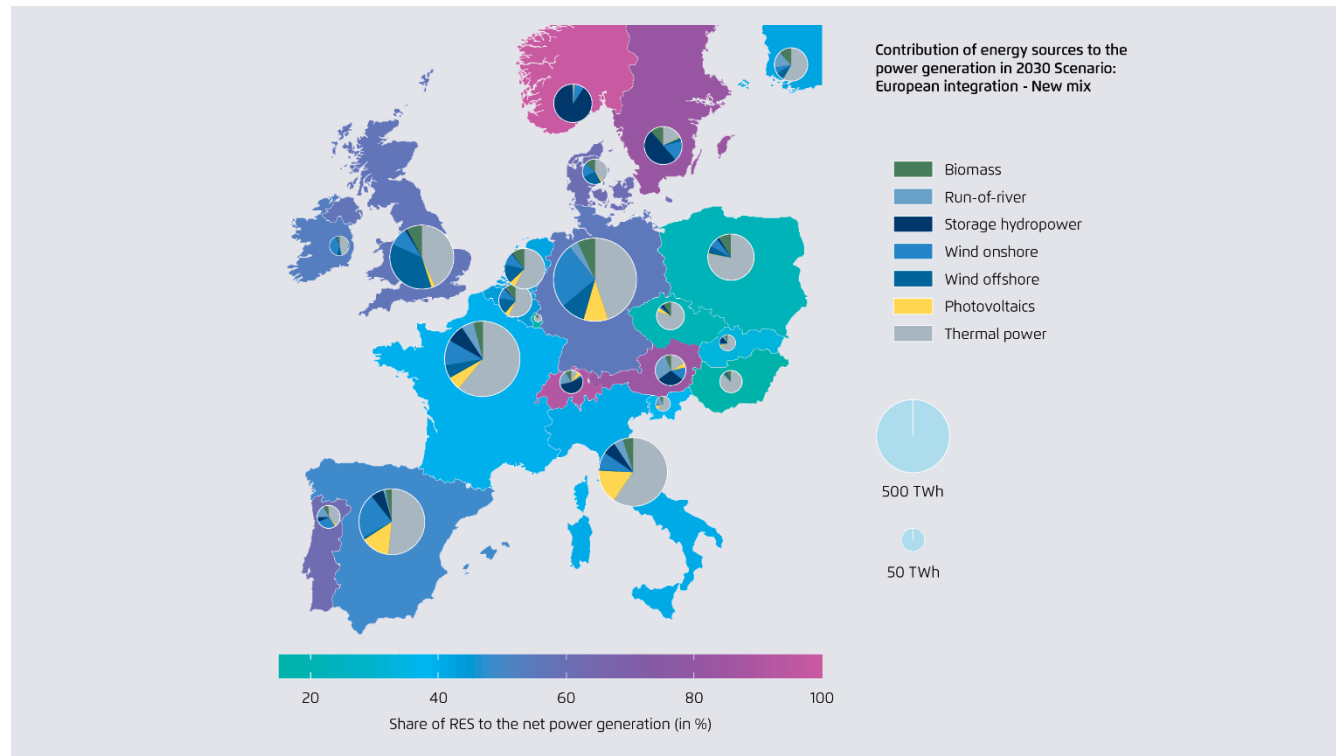 Contribution of energy sources to the
power generation in 2030 Scenario:
European integration - New mix
Biomass
Run-of-river
Storage hydropower
Wind onshore
Wind offshore
Photovoltaics
Thermal power
500 TWh
50 TWh
20 40 60 80 100
Share of RES to the net power generation (in %)